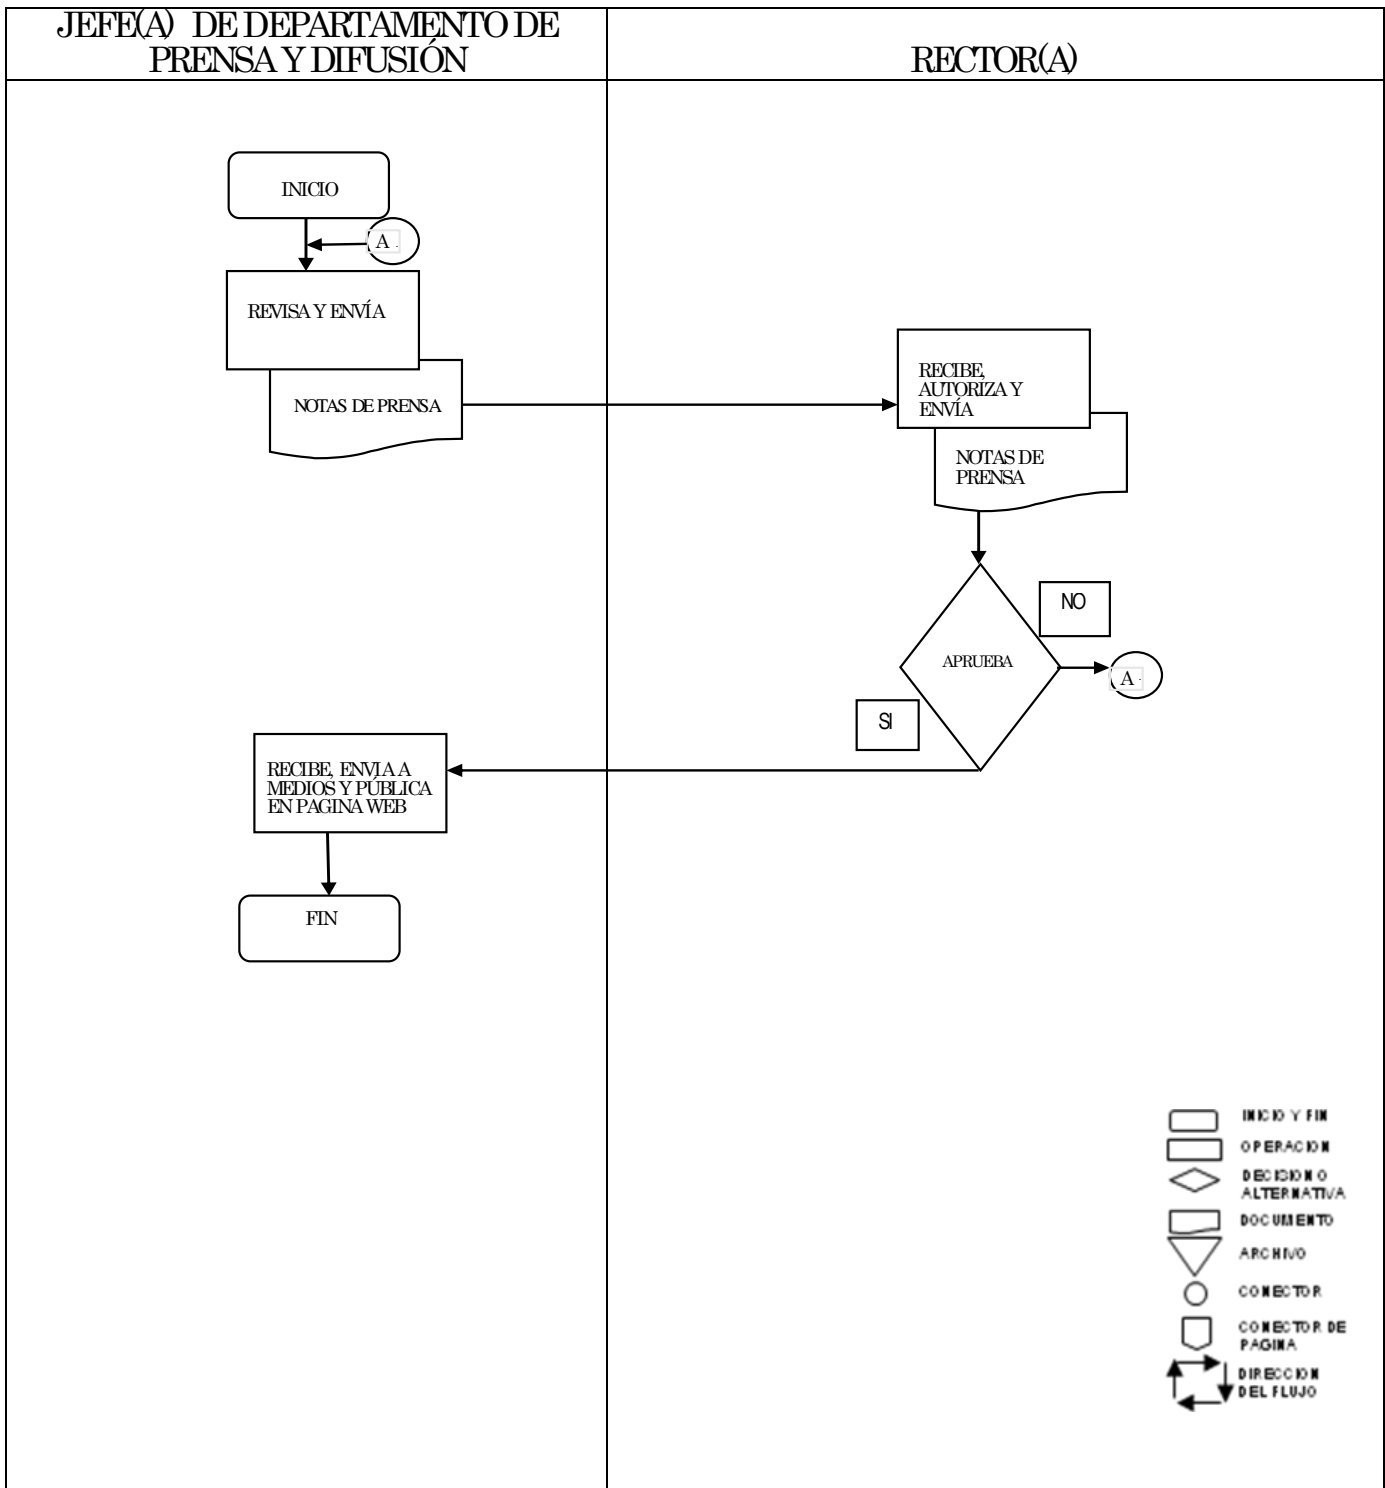 JEFE(A) DE DEPARTAMENTO DE
PRENSA Y DIFUSIÓN
RECTOR(A)
INICIO
A
REVISA Y ENVÍA
NOTAS DE PRENSA
RECIBE,
AUTORIZA Y
ENVÍA
NOTAS DE
PRENSA
NO
APRUEBA
A
SI
RECIBE, ENVIA A
MEDIOS Y PÚBLICA
EN PAGINA WEB
FIN
INICIO Y FIN
OPERACION
DECISION O
ALTERNATIVA
DOCUMENTO
ARCHIVO
CONECTOR
CONECTOR DE
PAGINA
DIRECCION
DEL FLUJO